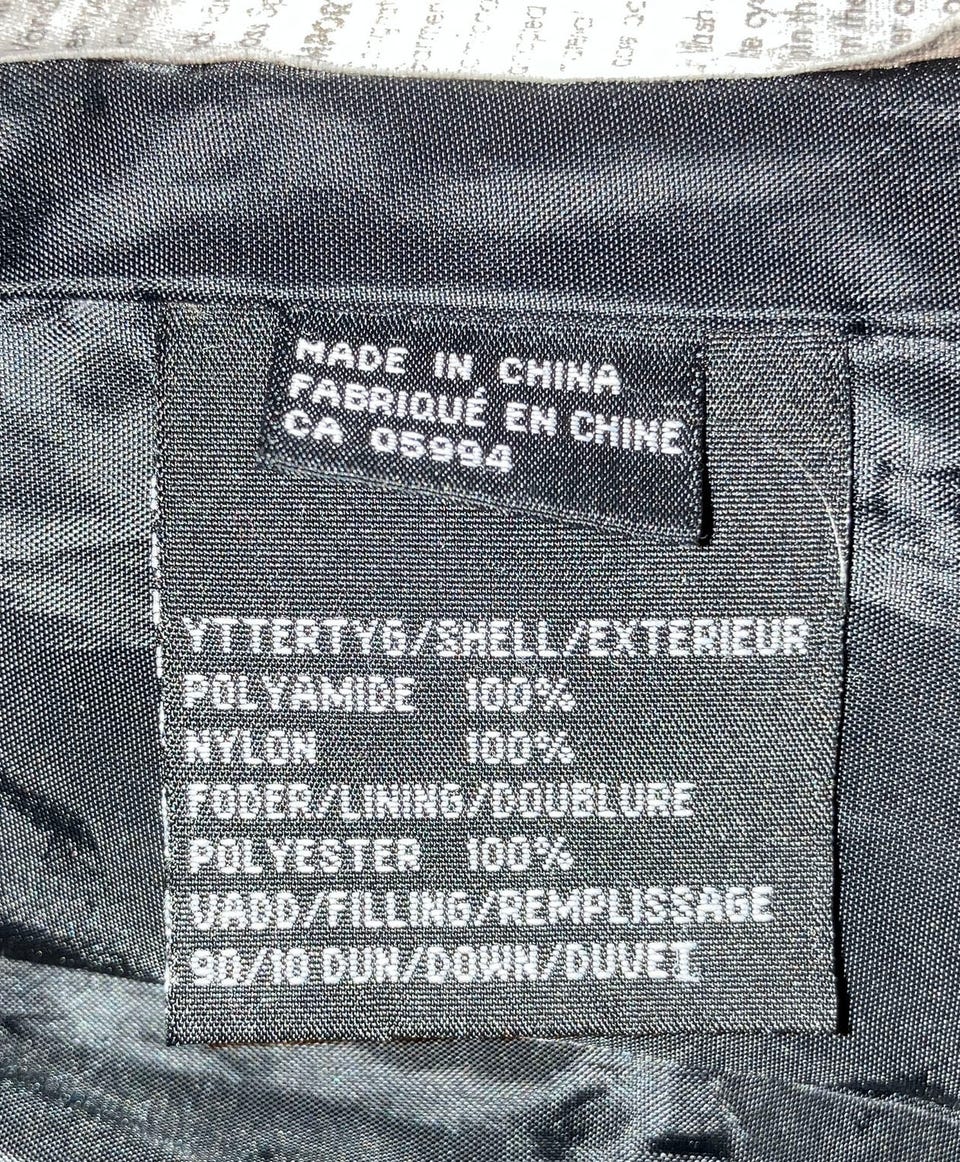 MADE IN CHINA
FABRIQUÉ EN CHINE
CA 05994
YTTERTYG/SHELL/EXTERIEUR
POLYAMIDE 100%
NYLON 100%
FODER/LINING/DOUBLURE
POLYESTER 100%
VADD/FILLING/REMPLISSAGE
90/10 DUN/DOWN/DUVET